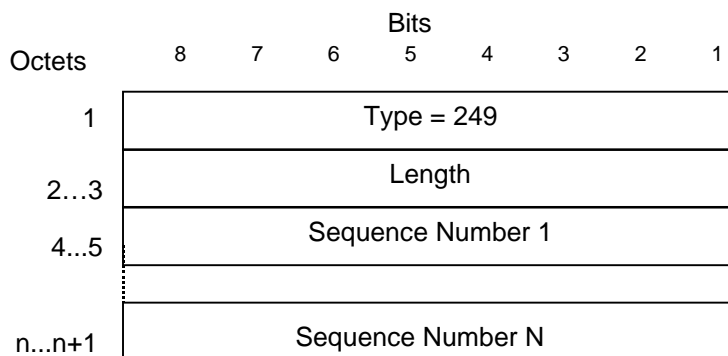 Bits
Octets 8 7 6 5 4 3 2 1
1 Type = 249
2…3 Length
4...5 Sequence Number 1
n...n+1 Sequence Number N